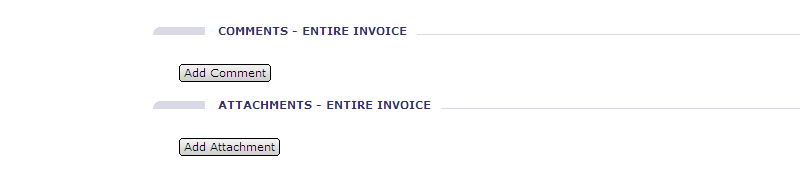 COMMENTS - ENTIRE INVOICE
Add Comment
ATTACHMENTS - ENTIRE INVOICE
Add Attachment